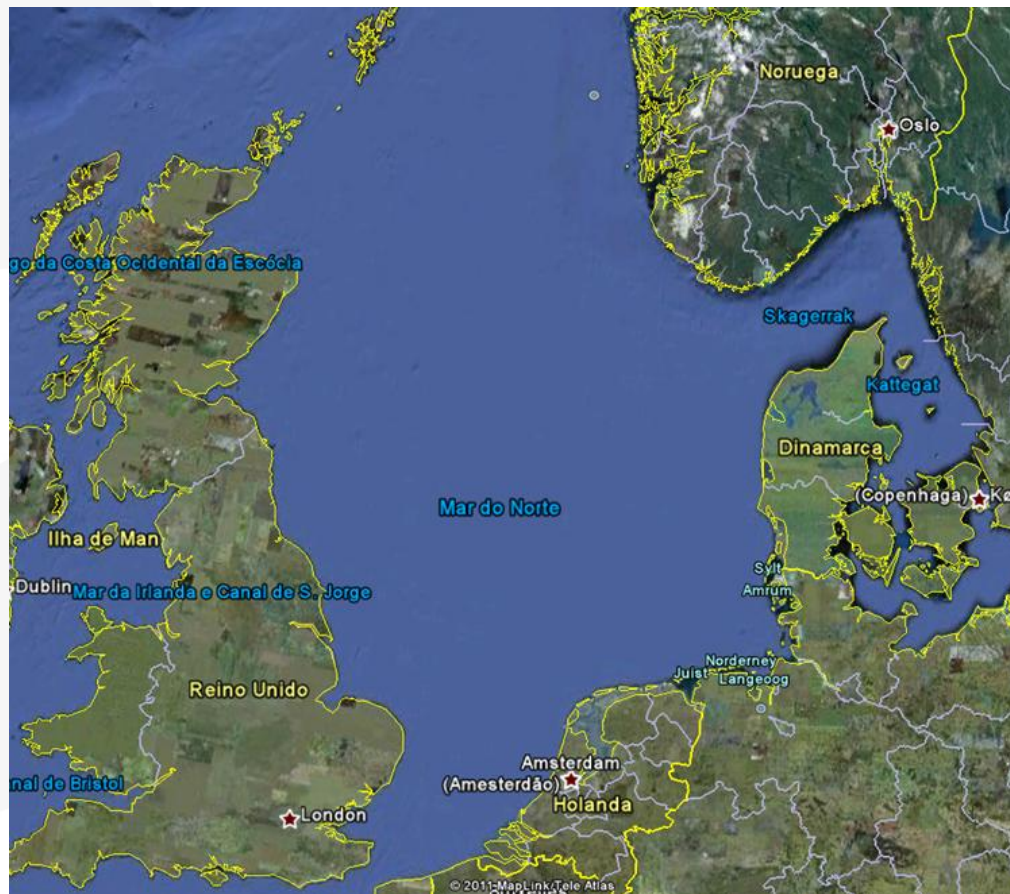 Noruega
Oslo
go da Costa Ocidental da Escócia
Skagerrak
Kattegat
Dinamarca
(Copenhaga)
Kø
Mar do Norte
Ilha de Man
Dublin
Mar da Irlanda e Canal de S. Jorge
Sylt
Amrum
Norderney
Juist
Langeoog
Reino Unido
Amsterdam
(Amesterdão)
Holanda
anal de Bristol
London
© 2011 MapLink/Tele Atlas